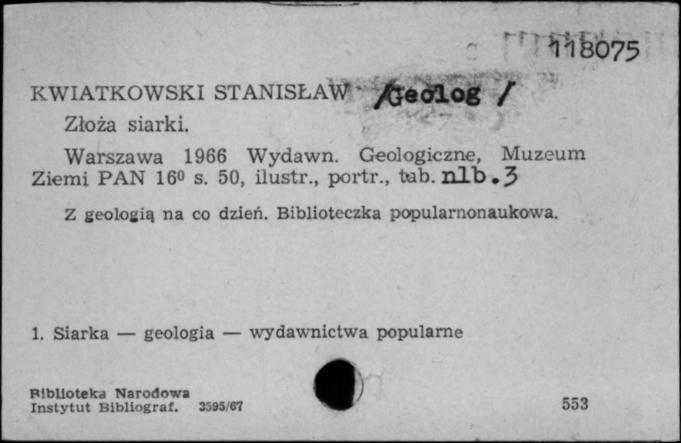 118075
KWIATKOWSKI STANISŁAW /Geolog /
Złoża siarki.
Warszawa 1966 Wydawn. Geologiczne, Muzeum
Ziemi PAN 16⁰ s. 50, ilustr., portr., tab. nlb. 3
Z geologią na co dzień. Biblioteczka popularnonaukowa.
1. Siarka — geologia — wydawnictwa popularne
Biblioteka Narodowa
Instytut Bibliograf. 3595/67
553